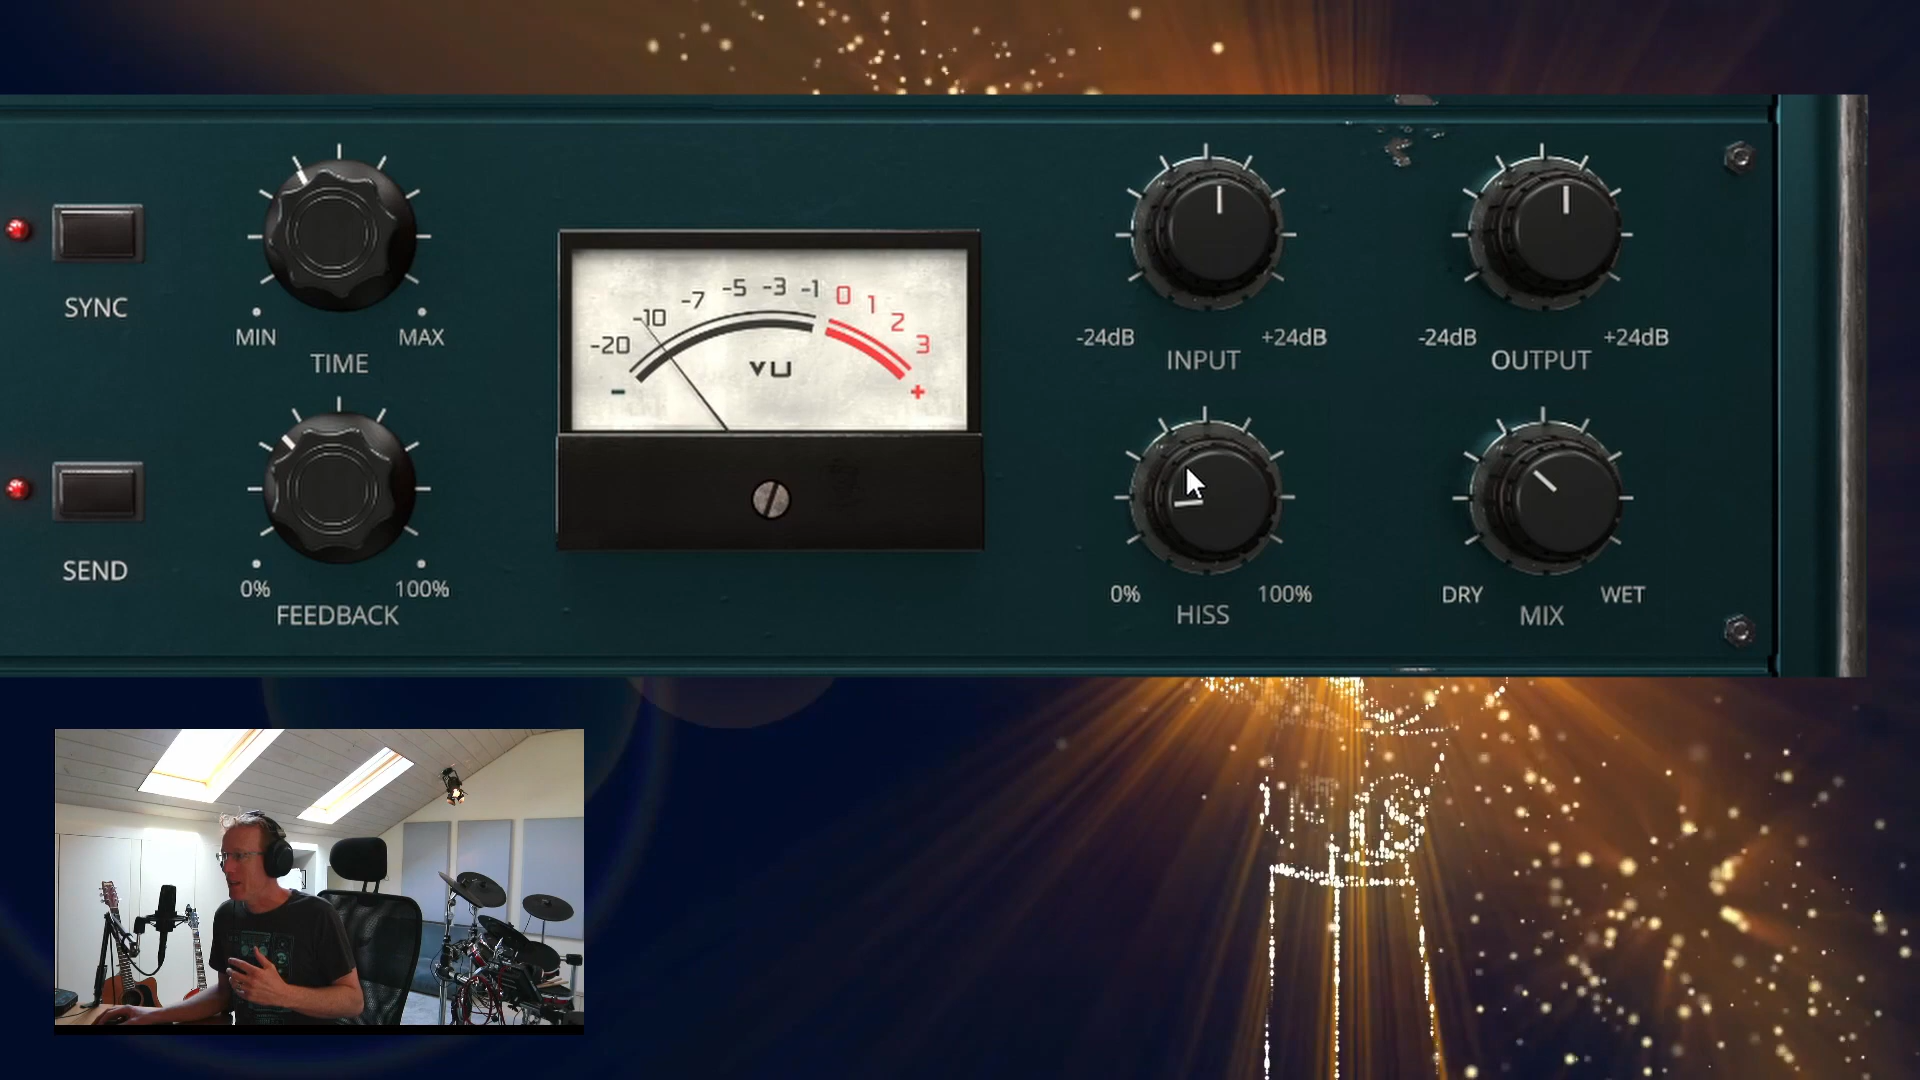 SYNC
MIN
MAX
TIME
-20
-10
-7
-5
-3
-1
0
1
2
3
-
VU
+
-24dB
+24dB
INPUT
-24dB
+24dB
OUTPUT
SEND
0%
100%
FEEDBACK
0%
100%
HISS
DRY
WET
MIX